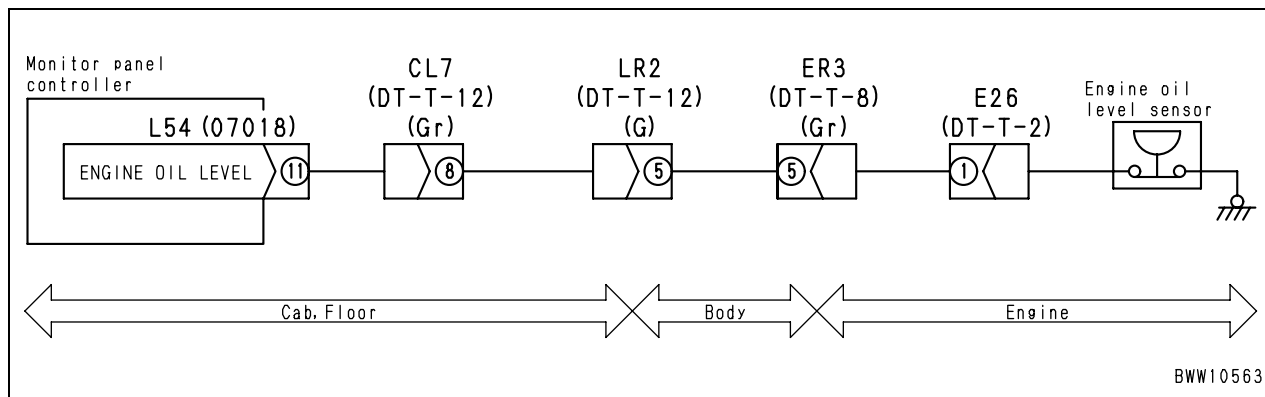 Monitor panel
controller
CL7
(DT-T-12)
(Gr)
LR2
(DT-T-12)
(G)
ER3
(DT-T-8)
(Gr)
E26
(DT-T-2)
Engine oil
level sensor
L54 (07018)
ENGINE OIL LEVEL
11
8
5
5
1
Cab, Floor
Body
Engine
BWW10563